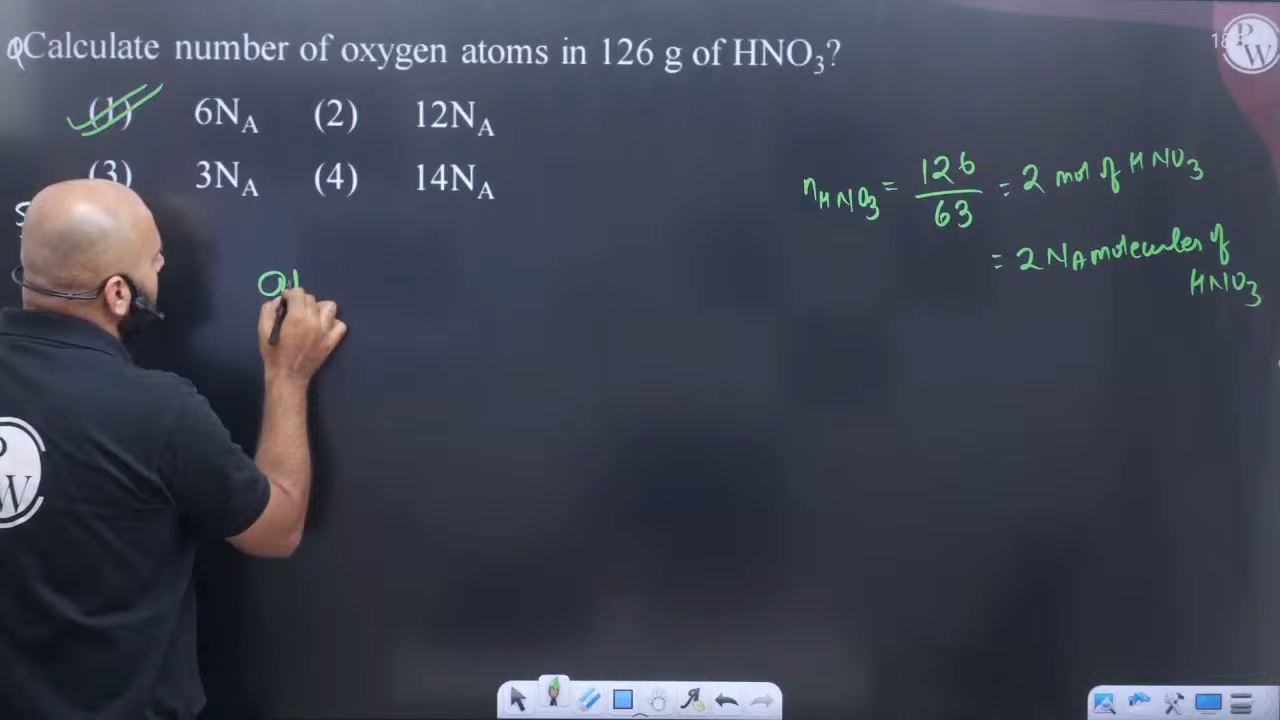 Q Calculate number of oxygen atoms in 126 g of HNO₃?
(1) 6Nₐ (2) 12Nₐ
(3) 3Nₐ (4) 14Nₐ
nHNO₃ = 126/63 = 2 mol of HNO₃
= 2 Nₐ molecules of
HNO₃
PW
W